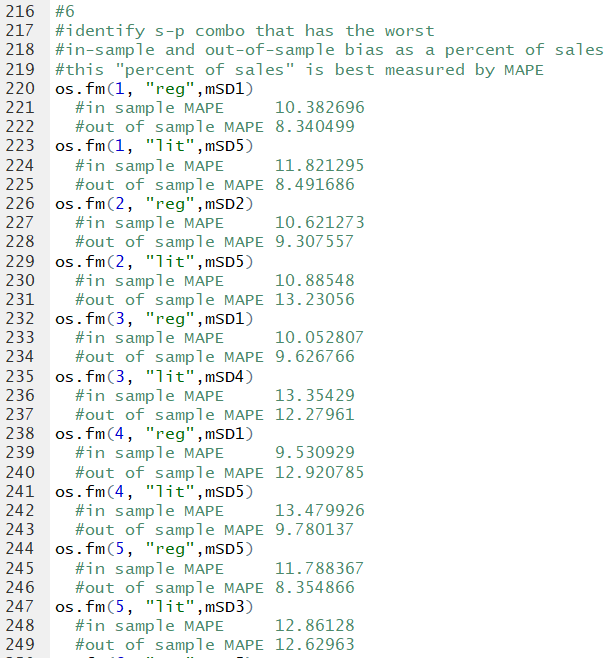 216 #6
217 #identify s-p combo that has the worst
218 #in-sample and out-of-sample bias as a percent of sales
219 #this "percent of sales" is best measured by MAPE
220 os.fm(1, "reg",mSD1)
221 #in sample MAPE 10.382696
222 #out of sample MAPE 8.340499
223 os.fm(1, "lit",mSD5)
224 #in sample MAPE 11.821295
225 #out of sample MAPE 8.491686
226 os.fm(2, "reg",mSD2)
227 #in sample MAPE 10.621273
228 #out of sample MAPE 9.307557
229 os.fm(2, "lit",mSD5)
230 #in sample MAPE 10.88548
231 #out of sample MAPE 13.23056
232 os.fm(3, "reg",mSD1)
233 #in sample MAPE 10.052807
234 #out of sample MAPE 9.626766
235 os.fm(3, "lit",mSD4)
236 #in sample MAPE 13.35429
237 #out of sample MAPE 12.27961
238 os.fm(4, "reg",mSD1)
239 #in sample MAPE 9.530929
240 #out of sample MAPE 12.920785
241 os.fm(4, "lit",mSD5)
242 #in sample MAPE 13.479926
243 #out of sample MAPE 9.780137
244 os.fm(5, "reg",mSD5)
245 #in sample MAPE 11.788367
246 #out of sample MAPE 8.354866
247 os.fm(5, "lit",mSD3)
248 #in sample MAPE 12.86128
249 #out of sample MAPE 12.62963